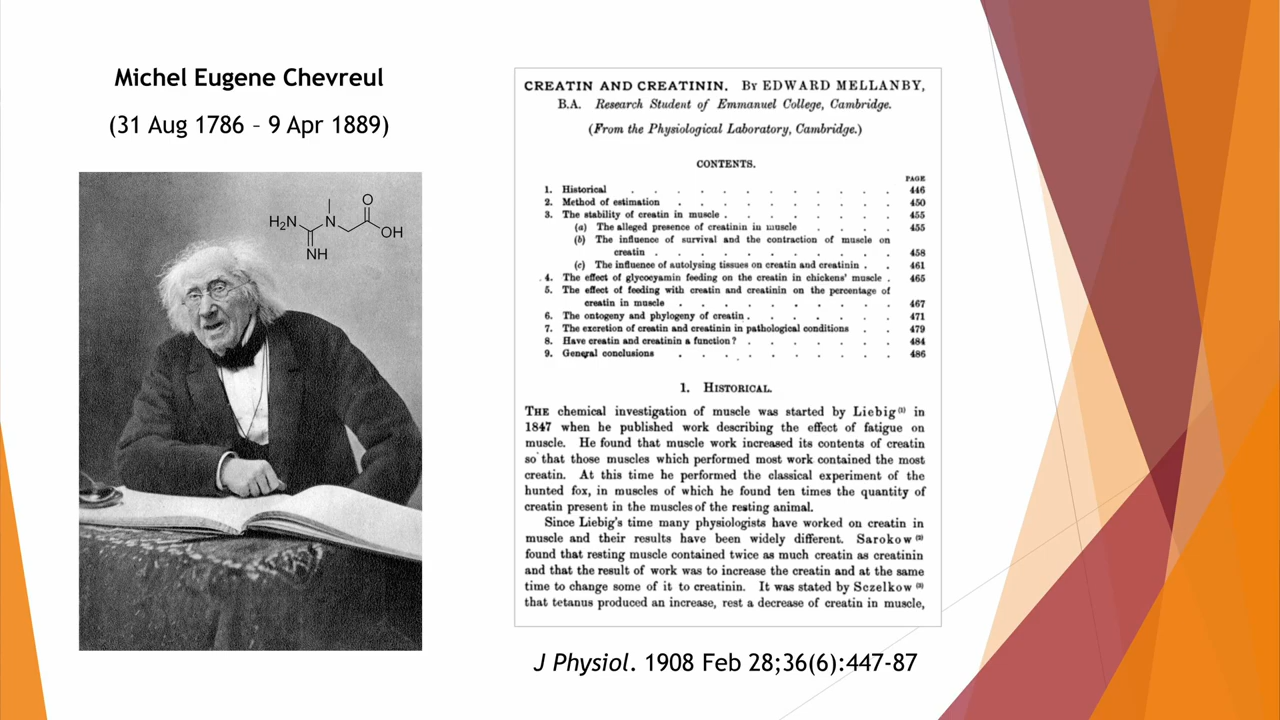 Michel Eugene Chevreul
(31 Aug 1786 – 9 Apr 1889)
H2N
N
O
OH
NH
CREATIN AND CREATININ. By EDWARD MELLANBY,
B.A. Research Student of Emmanuel College, Cambridge.
(From the Physiological Laboratory, Cambridge.)
CONTENTS.
PAGE
1. Historical . . . . . . . . . . 446
2. Method of estimation . . . . . . . . 450
3. The stability of creatin in muscle . . . . . . . 455
(a) The alleged presence of creatinin in muscle . . . . 455
(b) The influence of survival and the contraction of muscle on
creatin . . . . . . . . . 458
(c) The influence of autolysing tissues on creatin and creatinin . . 461
4. The effect of glycocyamin feeding on the creatin in chickens' muscle . 465
5. The effect of feeding with creatin and creatinin on the percentage of
creatin in muscle . . . . . . . . 467
6. The ontogeny and phylogeny of creatin . . . . . . 471
7. The excretion of creatin and creatinin in pathological conditions . . 479
8. Have creatin and creatinin a function? . . . . . . 484
9. General conclusions . . . . . . . . 486
1. HISTORICAL.
THE chemical investigation of muscle was started by Liebig(1) in
1847 when he published work describing the effect of fatigue on
muscle. He found that muscle work increased its contents of creatin
so that those muscles which performed most work contained the most
creatin. At this time he performed the classical experiment of the
hunted fox, in muscles of which he found ten times the quantity of
creatin present in the muscles of the resting animal.
Since Liebig's time many physiologists have worked on creatin in
muscle and their results have been widely different. Sarokow(2)
found that resting muscle contained twice as much creatin as creatinin
and that the result of work was to increase the creatin and at the same
time to change some of it to creatinin. It was stated by Sczelkow(3)
that tetanus produced an increase, rest a decrease of creatin in muscle,
J Physiol. 1908 Feb 28;36(6):447-87